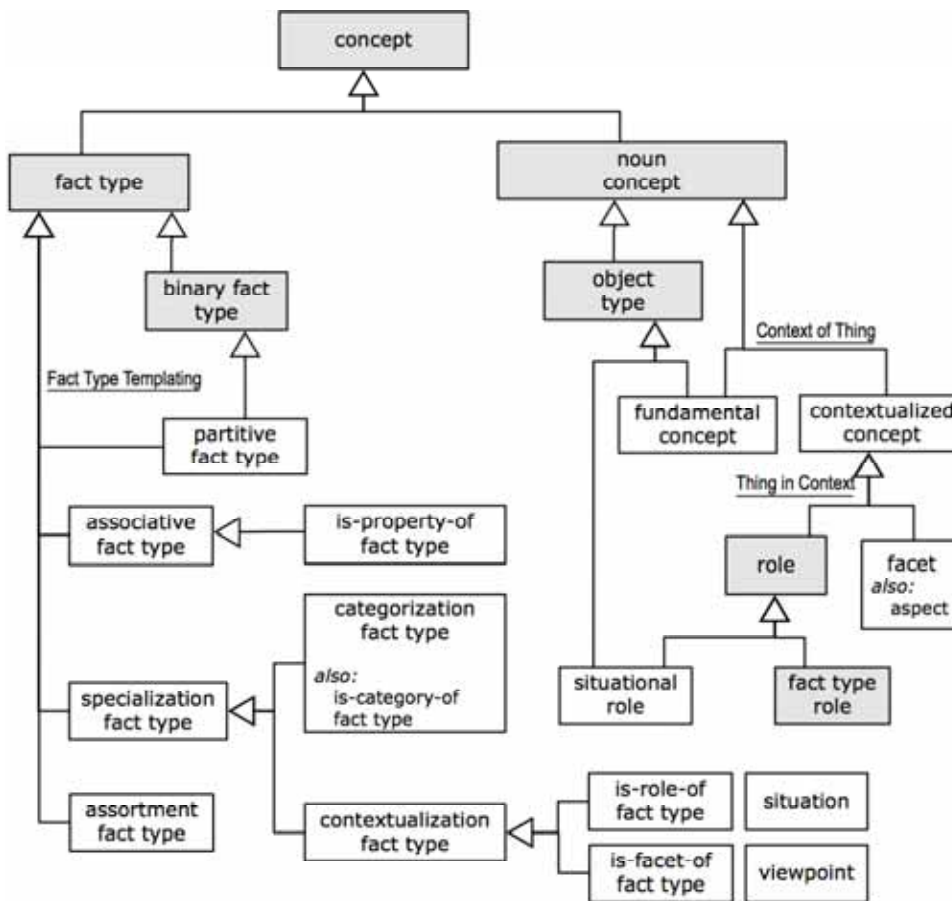 concept
fact type
noun
concept
binary fact
type
object
type
Context of Thing
Fact Type Templating
fundamental
concept
contextualized
concept
partitive
fact type
Thing in Context
associative
fact type
is-property-of
fact type
role
facet
also:
aspect
categorization
fact type
also:
is-category-of
fact type
specialization
fact type
situational
role
fact type
role
assortment
fact type
contextualization
fact type
is-role-of
fact type
situation
is-facet-of
fact type
viewpoint